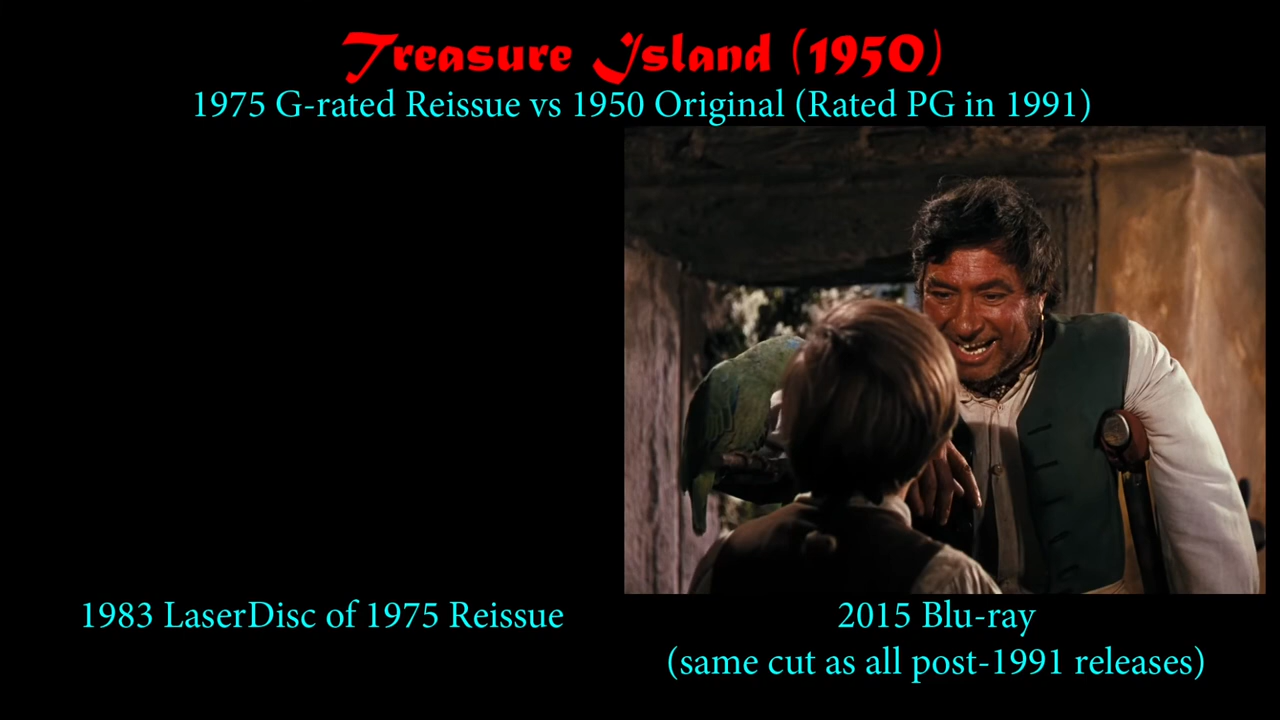 Treasure Island (1950)
1975 G-rated Reissue vs 1950 Original (Rated PG in 1991)
1983 LaserDisc of 1975 Reissue
2015 Blu-ray
(same cut as all post-1991 releases)